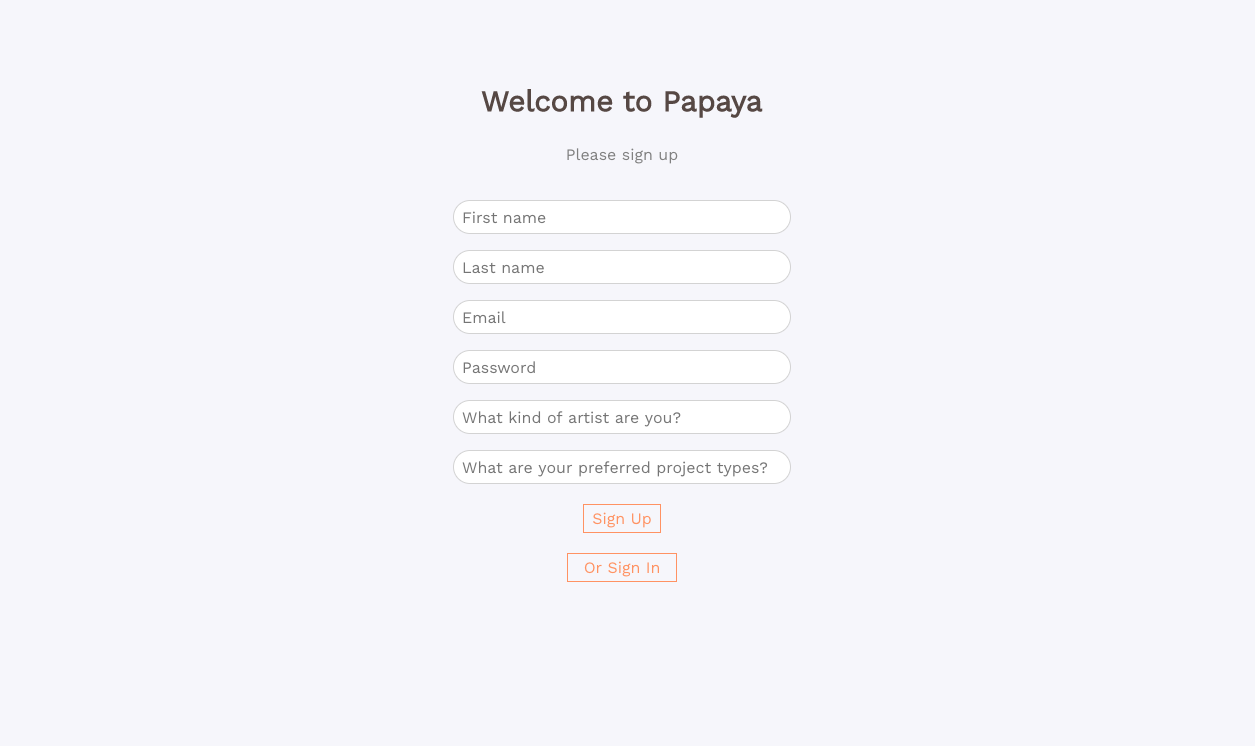 Welcome to Papaya
Please sign up
First name
Last name
Email
Password
What kind of artist are you?
What are your preferred project types?
Sign Up
Or Sign In